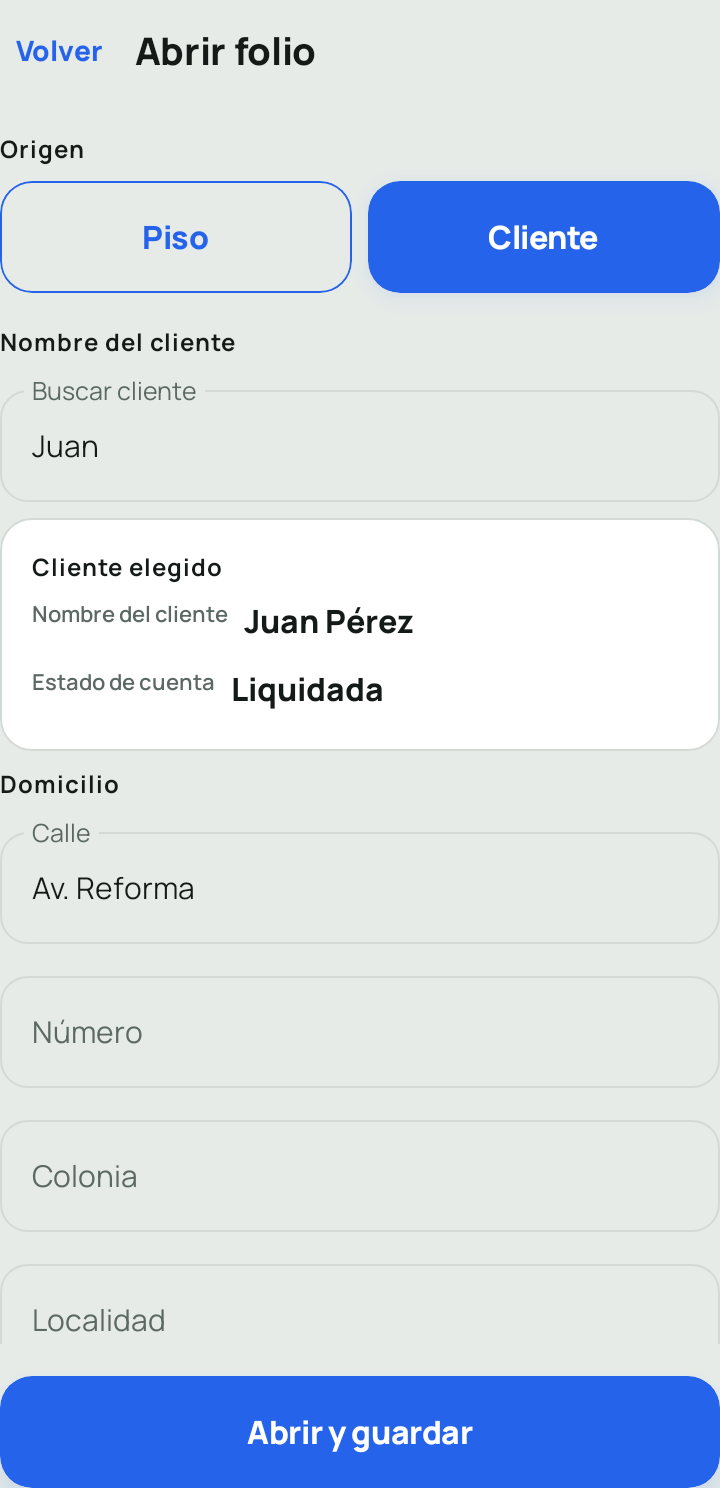 Volver Abrir folio
Origen
Piso Cliente
Nombre del cliente
Buscar cliente
Juan
Cliente elegido
Nombre del cliente Juan Pérez
Estado de cuenta Liquidada
Domicilio
Calle
Av. Reforma
Número
Colonia
Localidad
Abrir y guardar